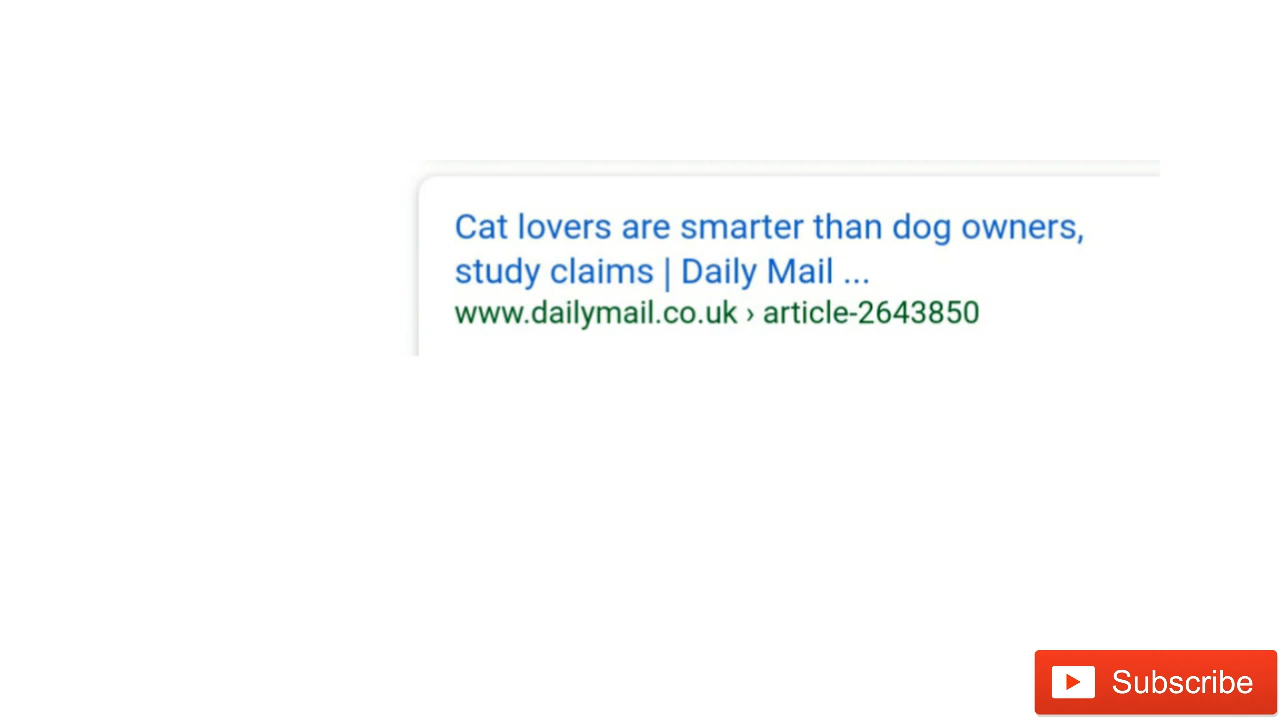 Cat lovers are smarter than dog owners,
study claims | Daily Mail ...
www.dailymail.co.uk › article-2643850
Subscribe